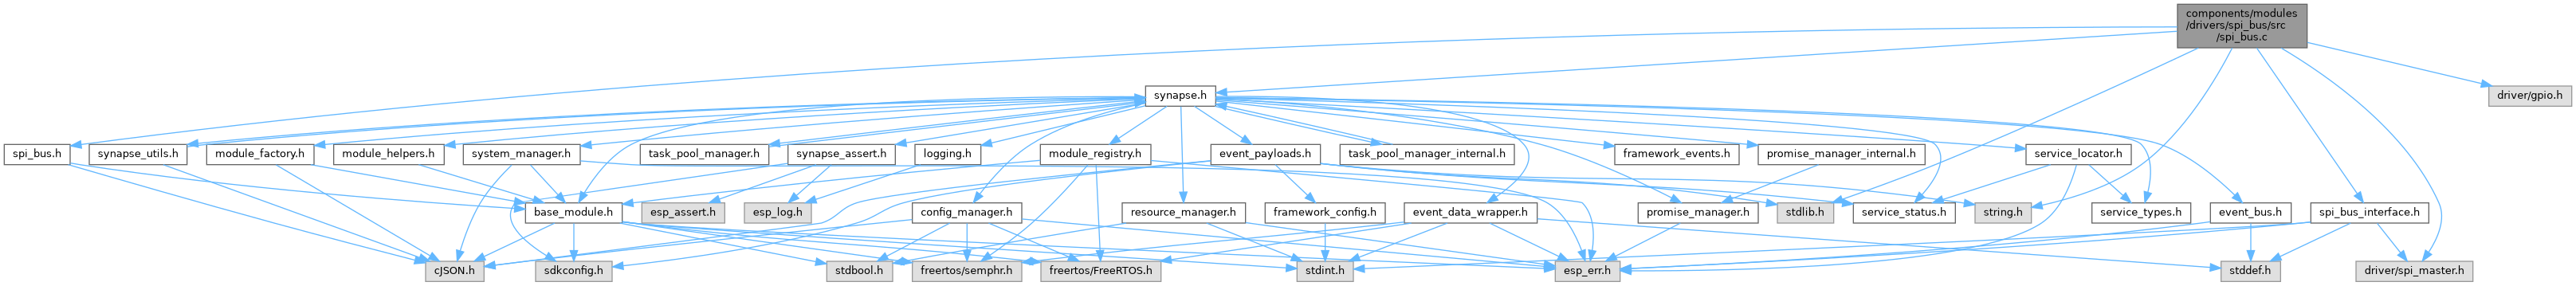 components/modules
/drivers/spi_bus/src
/spi_bus.c
synapse.h
driver/gpio.h
spi_bus.h
synapse_utils.h
module_factory.h
module_helpers.h
system_manager.h
task_pool_manager.h
synapse_assert.h
logging.h
module_registry.h
event_payloads.h
task_pool_manager_internal.h
framework_events.h
promise_manager_internal.h
service_locator.h
base_module.h
esp_assert.h
esp_log.h
config_manager.h
resource_manager.h
framework_config.h
event_data_wrapper.h
promise_manager.h
stdlib.h
service_status.h
string.h
service_types.h
event_bus.h
spi_bus_interface.h
cJSON.h
sdkconfig.h
stdbool.h
freertos/semphr.h
freertos/FreeRTOS.h
stdint.h
esp_err.h
stddef.h
driver/spi_master.h